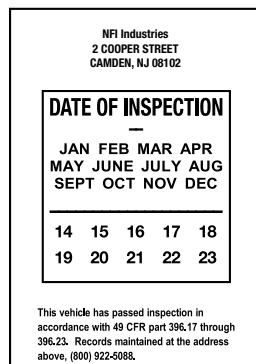 NFI Industries
2 COOPER STREET
CAMDEN, NJ 08102
DATE OF INSPECTION
JAN FEB MAR APR
MAY JUNE JULY AUG
SEPT OCT NOV DEC
14 15 16 17 18
19 20 21 22 23
This vehicle has passed inspection in
accordance with 49 CFR part 396.17 through
396.23. Records maintained at the address
above, (800) 922-5088.